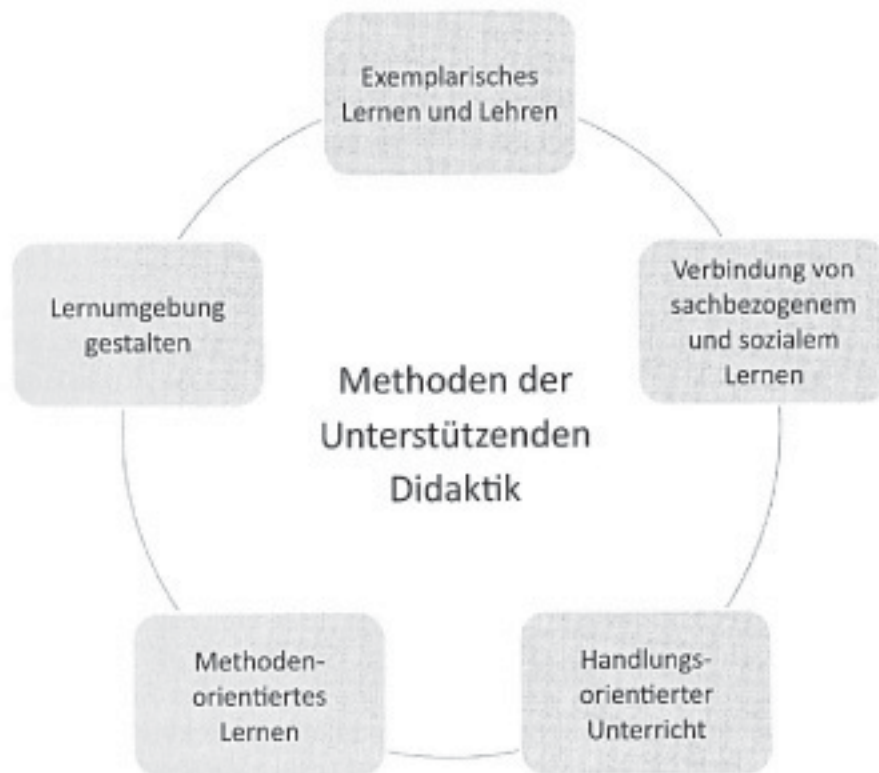 Exemplarisches
Lernen und Lehren
Verbindung von
sachbezogenem
und sozialem
Lernen
Handlungs-
orientierter
Unterricht
Methoden-
orientiertes
Lernen
Lernumgebung
gestalten
Methoden der
Unterstützenden
Didaktik